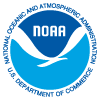 NATIONAL OCEANIC AND ATMOSPHERIC ADMINISTRATION
NOAA
U.S. DEPARTMENT OF COMMERCE